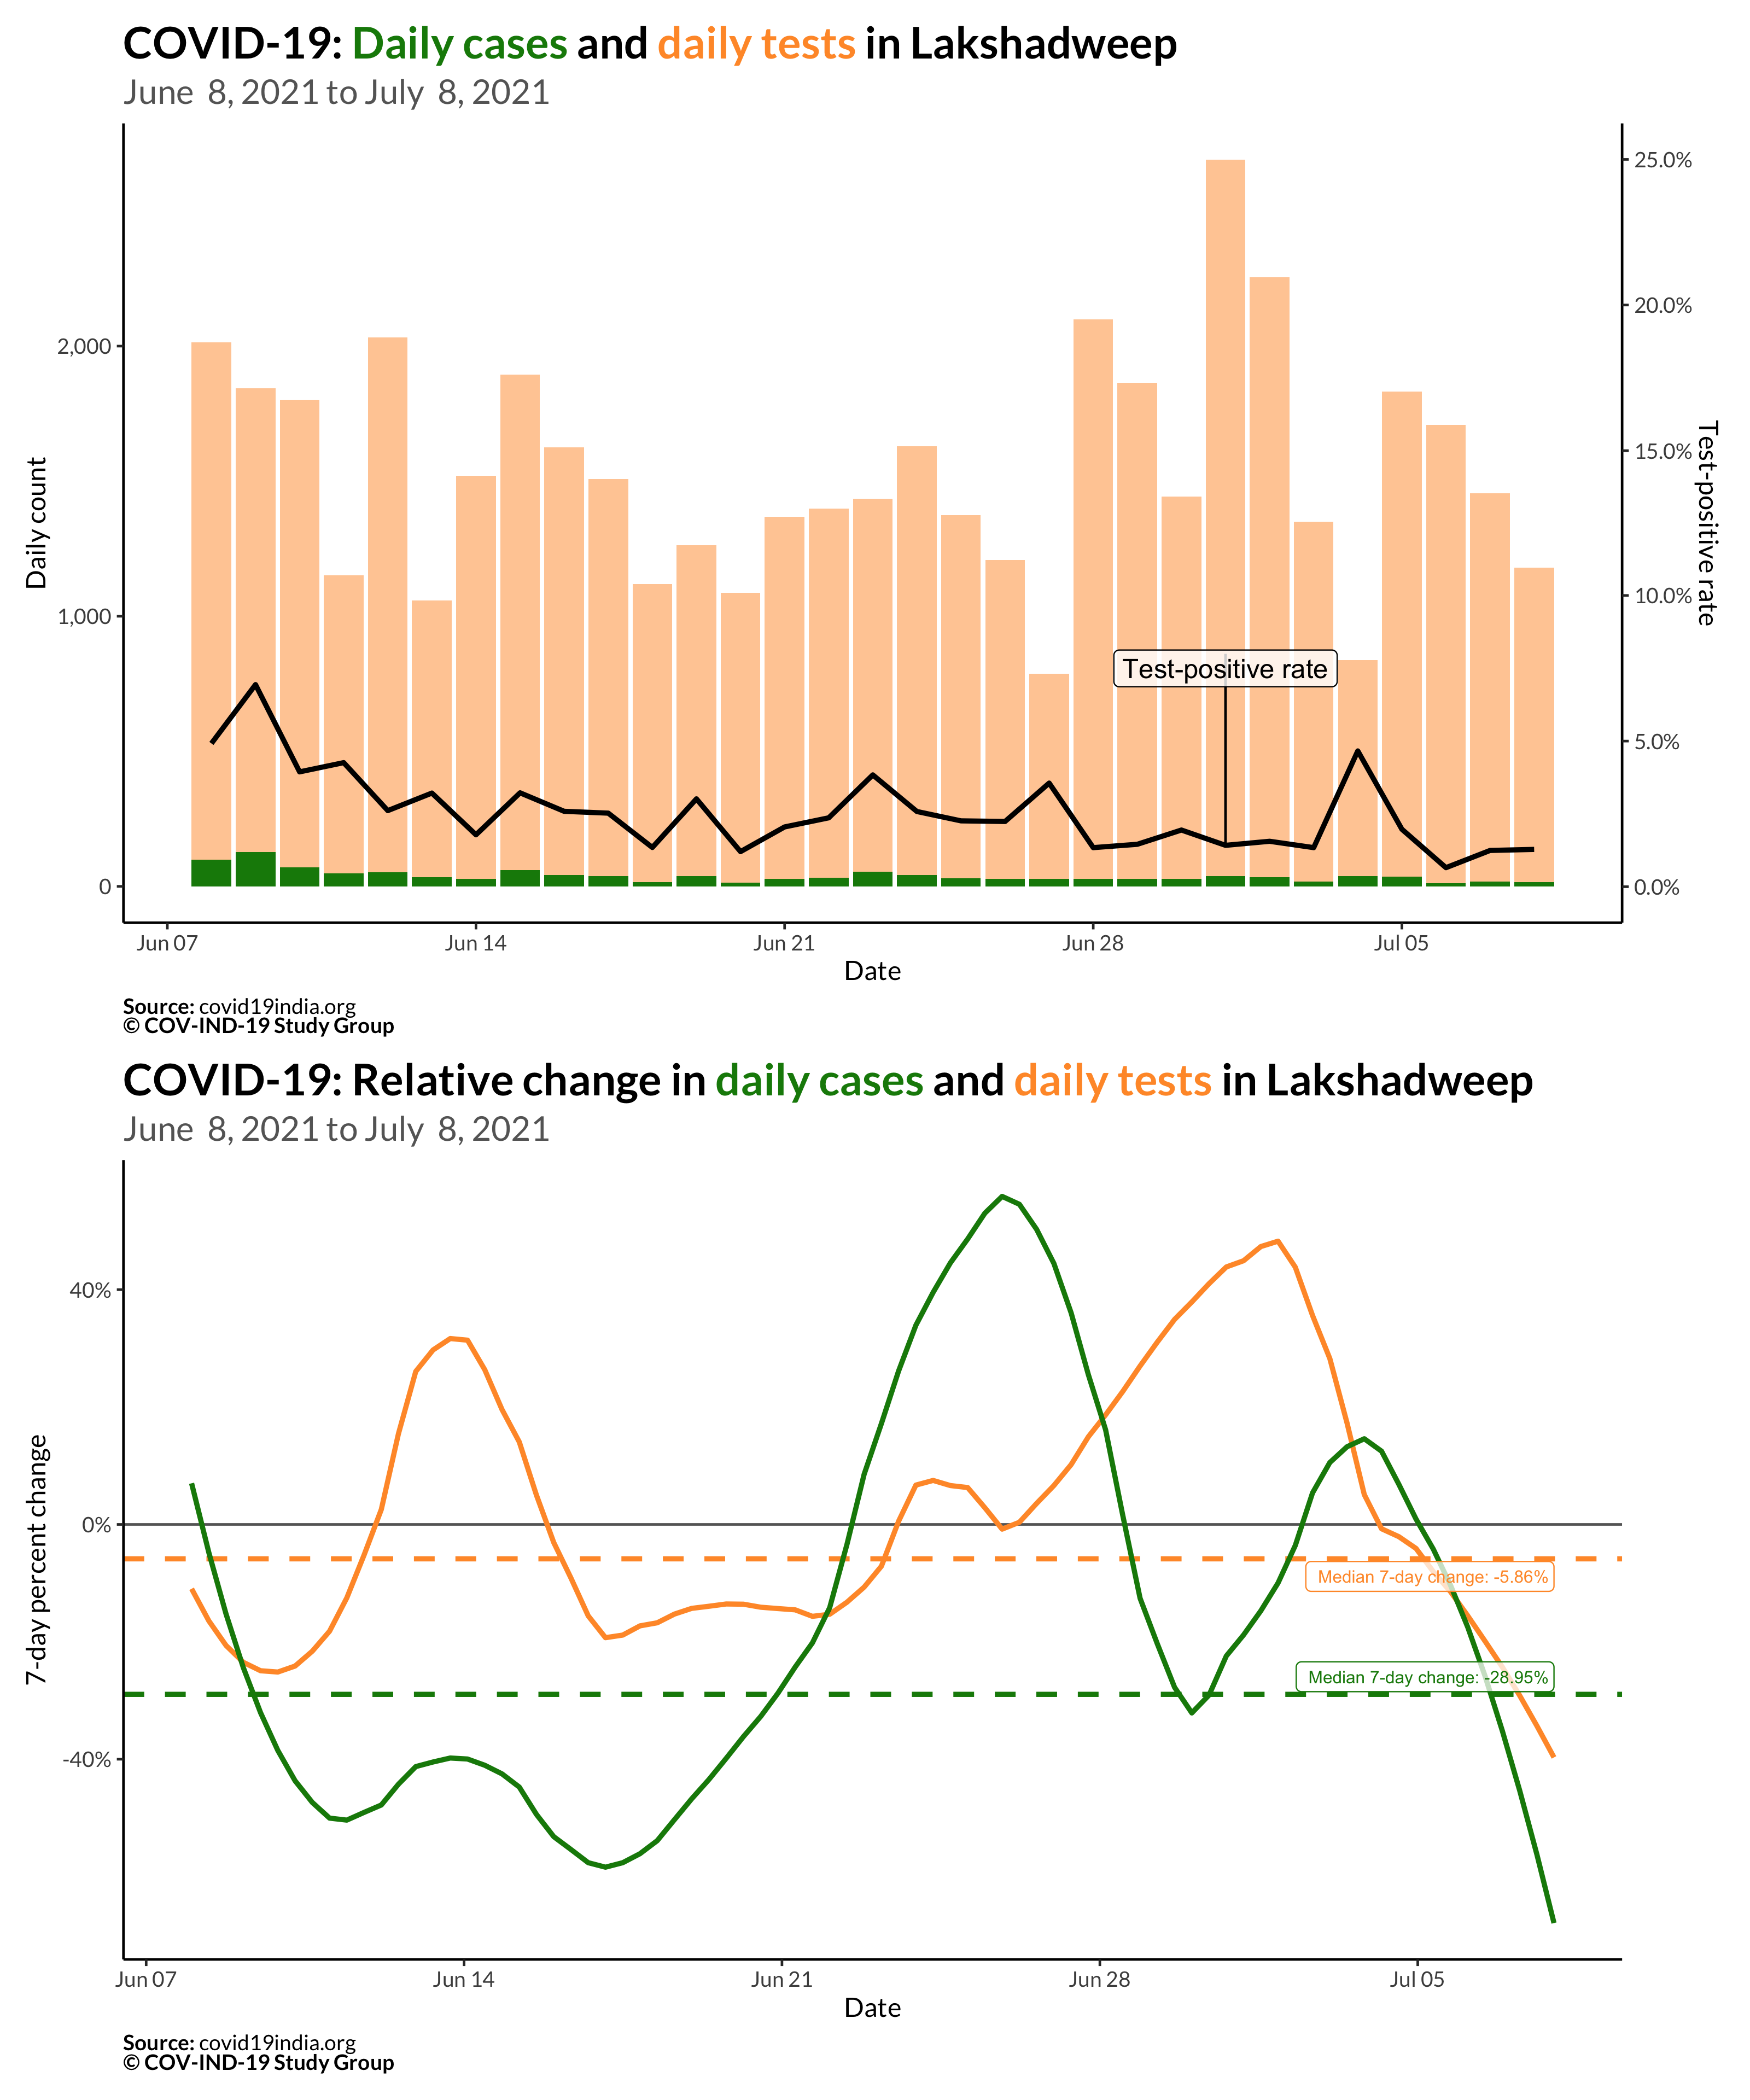 COVID-19: Daily cases and daily tests in Lakshadweep
June 8, 2021 to July 8, 2021
Daily count
2,000
1,000
0
25.0%
20.0%
15.0%
10.0%
5.0%
0.0%
Test-positive rate
Test-positive rate
Jun 07
Jun 14
Jun 21
Jun 28
Jul 05
Date
Source: covid19india.org
© COV-IND-19 Study Group
COVID-19: Relative change in daily cases and daily tests in Lakshadweep
June 8, 2021 to July 8, 2021
7-day percent change
40%
0%
-40%
Median 7-day change: -5.86%
Median 7-day change: -28.95%
Jun 07
Jun 14
Jun 21
Jun 28
Jul 05
Date
Source: covid19india.org
© COV-IND-19 Study Group